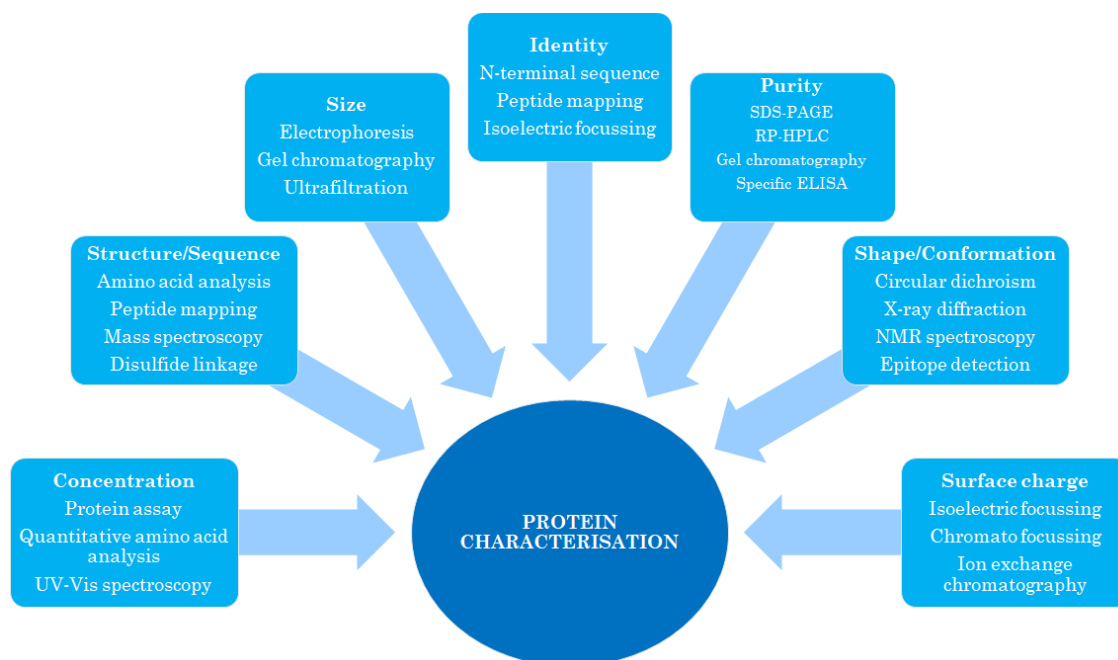 Identity
N-terminal sequence
Peptide mapping
Isoelectric focussing
Size
Electrophoresis
Gel chromatography
Ultrafiltration
Purity
SDS-PAGE
RP-HPLC
Gel chromatography
Specific ELISA
Structure/Sequence
Amino acid analysis
Peptide mapping
Mass spectroscopy
Disulfide linkage
Shape/Conformation
Circular dichroism
X-ray diffraction
NMR spectroscopy
Epitope detection
Concentration
Protein assay
Quantitative amino acid
analysis
UV-Vis spectroscopy
PROTEIN
CHARACTERISATION
Surface charge
Isoelectric focussing
Chromato focussing
Ion exchange
chromatography